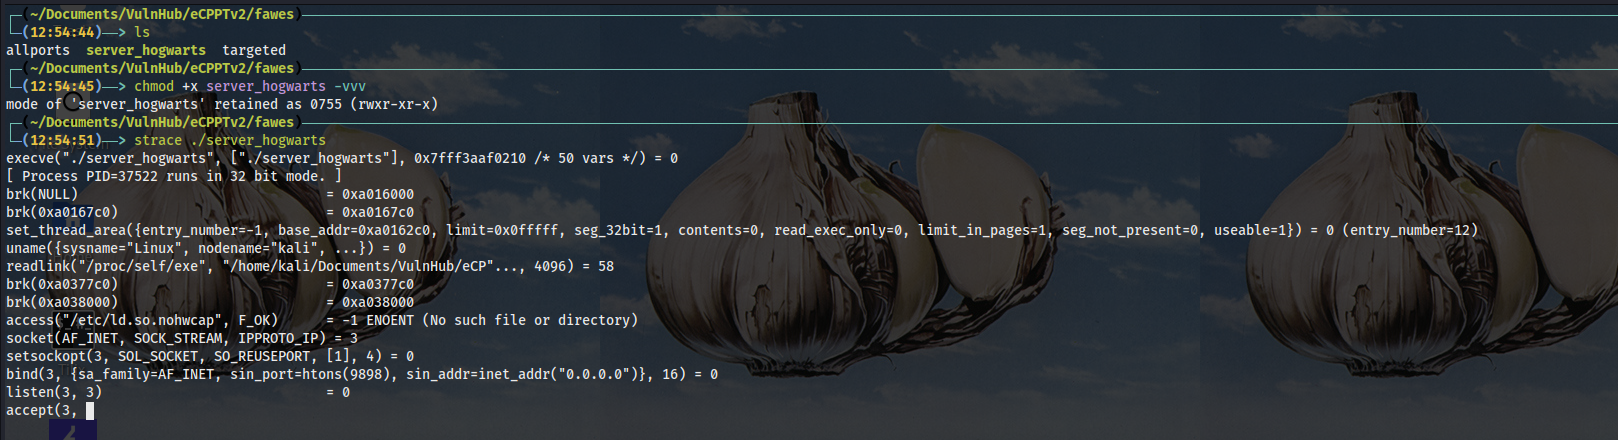 (~/Documents/VulnHub/eCPPTv2/fawes)
(12:54:44)—> ls
allports  server_hogwarts  targeted
(~/Documents/VulnHub/eCPPTv2/fawes)
(12:54:45)—> chmod +x server_hogwarts -vvv
mode of 'server_hogwarts' retained as 0755 (rwxr-xr-x)
(~/Documents/VulnHub/eCPPTv2/fawes)
(12:54:51)—> strace ./server_hogwarts
execve("./server_hogwarts", ["./server_hogwarts"], 0x7fff3aaf0210 /* 50 vars */) = 0
[ Process PID=37522 runs in 32 bit mode. ]
brk(NULL)                               = 0xa016000
brk(0xa0167c0)                          = 0xa0167c0
set_thread_area({entry_number=-1, base_addr=0xa0162c0, limit=0x0fffff, seg_32bit=1, contents=0, read_exec_only=0, limit_in_pages=1, seg_not_present=0, useable=1}) = 0 (entry_number=12)
uname({sysname="Linux", nodename="kali", ...}) = 0
readlink("/proc/self/exe", "/home/kali/Documents/VulnHub/eCP"..., 4096) = 58
brk(0xa0377c0)                          = 0xa0377c0
brk(0xa038000)                          = 0xa038000
access("/etc/ld.so.nohwcap", F_OK)      = -1 ENOENT (No such file or directory)
socket(AF_INET, SOCK_STREAM, IPPROTO_IP) = 3
setsockopt(3, SOL_SOCKET, SO_REUSEPORT, [1], 4) = 0
bind(3, {sa_family=AF_INET, sin_port=htons(9898), sin_addr=inet_addr("0.0.0.0")}, 16) = 0
listen(3, 3)                            = 0
accept(3,